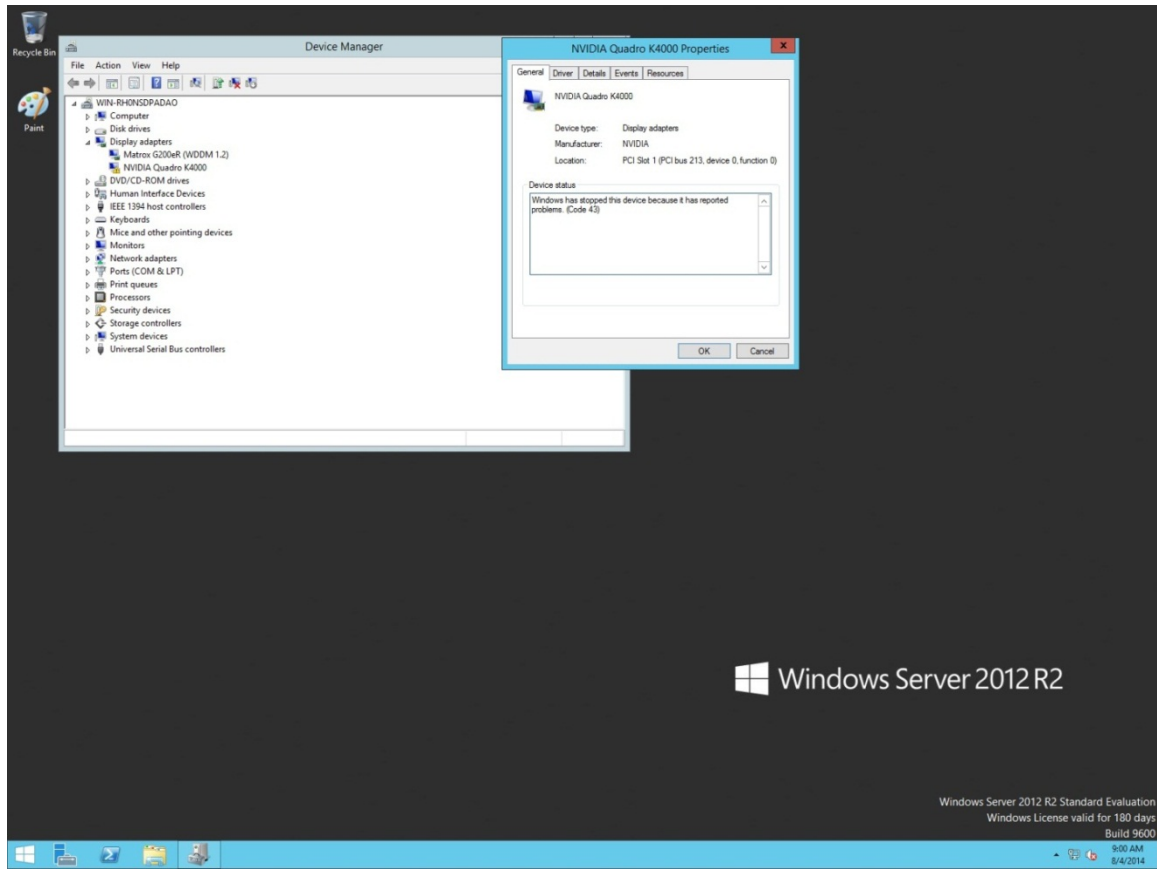 Recycle Bin
Paint
Device Manager
File Action View Help
WIN-RH0NSDPADAO
Computer
Disk drives
Display adapters
Matrox G200eR (WDDM 1.2)
NVIDIA Quadro K4000
DVD/CD-ROM drives
Human Interface Devices
IEEE 1394 host controllers
Keyboards
Mice and other pointing devices
Monitors
Network adapters
Ports (COM & LPT)
Print queues
Processors
Security devices
Storage controllers
System devices
Universal Serial Bus controllers
NVIDIA Quadro K4000 Properties
General Driver Details Events Resources
NVIDIA Quadro K4000
Device type: Display adapters
Manufacturer: NVIDIA
Location: PCI Slot 1 (PCI bus 213, device 0, function 0)
Device status
Windows has stopped this device because it has reported
problems. (Code 43)
OK Cancel
Windows Server 2012 R2
Windows Server 2012 R2 Standard Evaluation
Windows License valid for 180 days
Build 9600
9:00 AM
8/4/2014